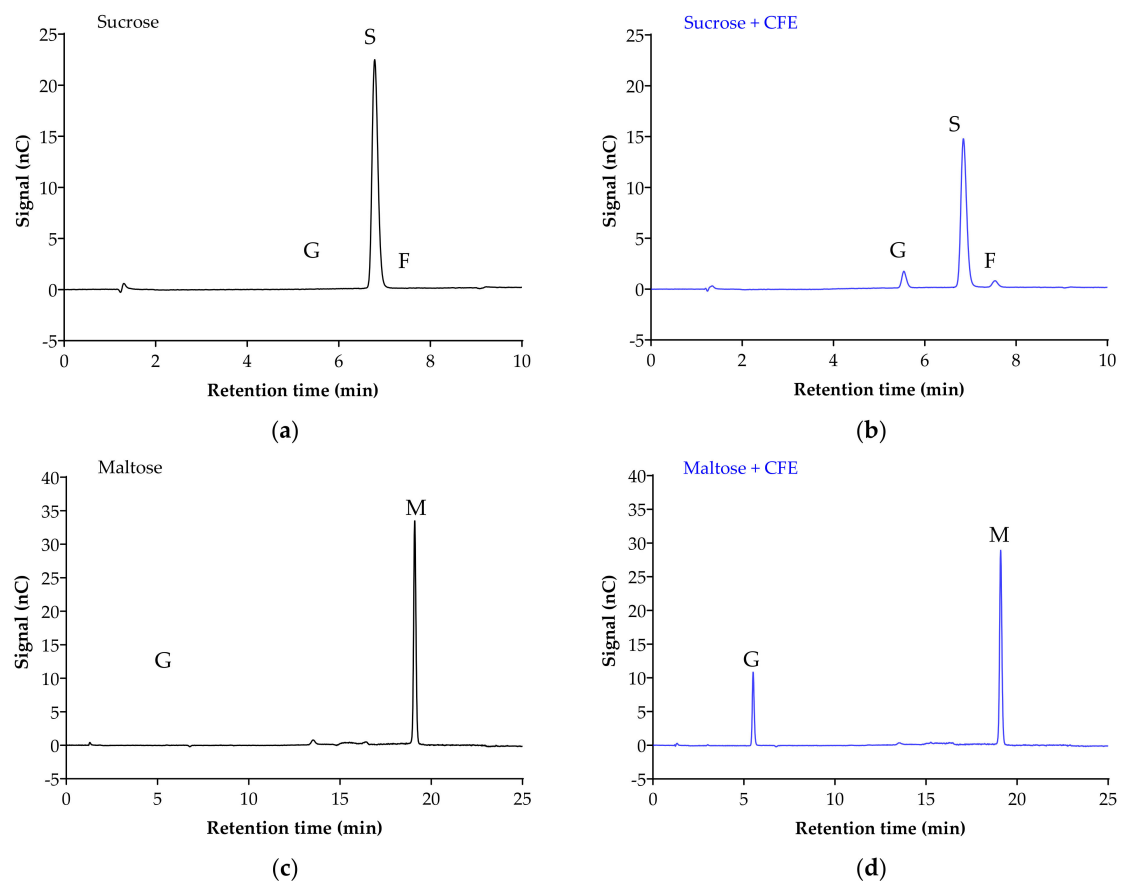 Sucrose
25
20
15
10
5
0
-5
Signal (nC)
S
G
F
0 2 4 6 8 10
Retention time (min)
(a)
Sucrose + CFE
25
20
15
10
5
0
-5
Signal (nC)
S
G
F
0 2 4 6 8 10
Retention time (min)
(b)
Maltose
40
35
30
25
20
15
10
5
0
-5
Signal (nC)
M
G
0 5 10 15 20 25
Retention time (min)
(c)
Maltose + CFE
40
30
35
25
20
15
10
5
0
-5
Signal (nC)
M
G
0 5 10 15 20 25
Retention time (min)
(d)